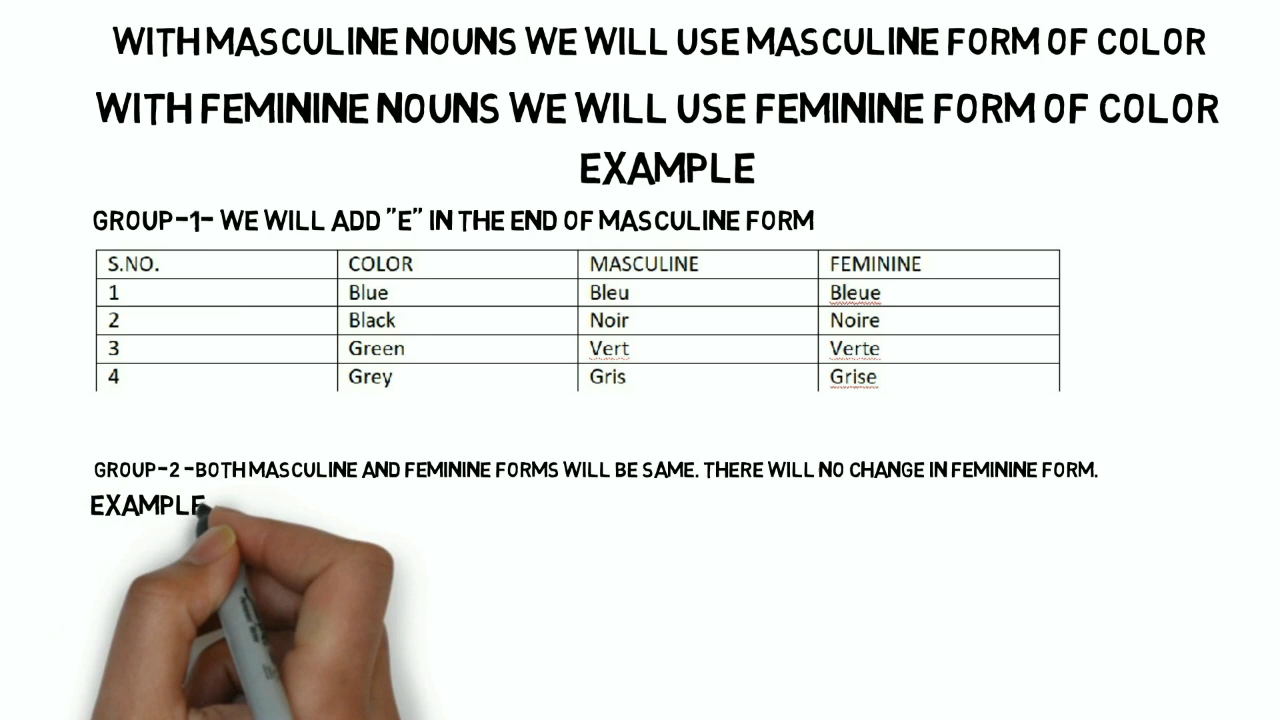 WITH MASCULINE NOUNS WE WILL USE MASCULINE FORM OF COLOR
WITH FEMININE NOUNS WE WILL USE FEMININE FORM OF COLOR
EXAMPLE
GROUP-1- WE WILL ADD "E" IN THE END OF MASCULINE FORM
S.NO. COLOR MASCULINE FEMININE
1 Blue Bleu Bleue
2 Black Noir Noire
3 Green Vert Verte
4 Grey Gris Grise
GROUP-2 -BOTH MASCULINE AND FEMININE FORMS WILL BE SAME. THERE WILL NO CHANGE IN FEMININE FORM.
EXAMPLE